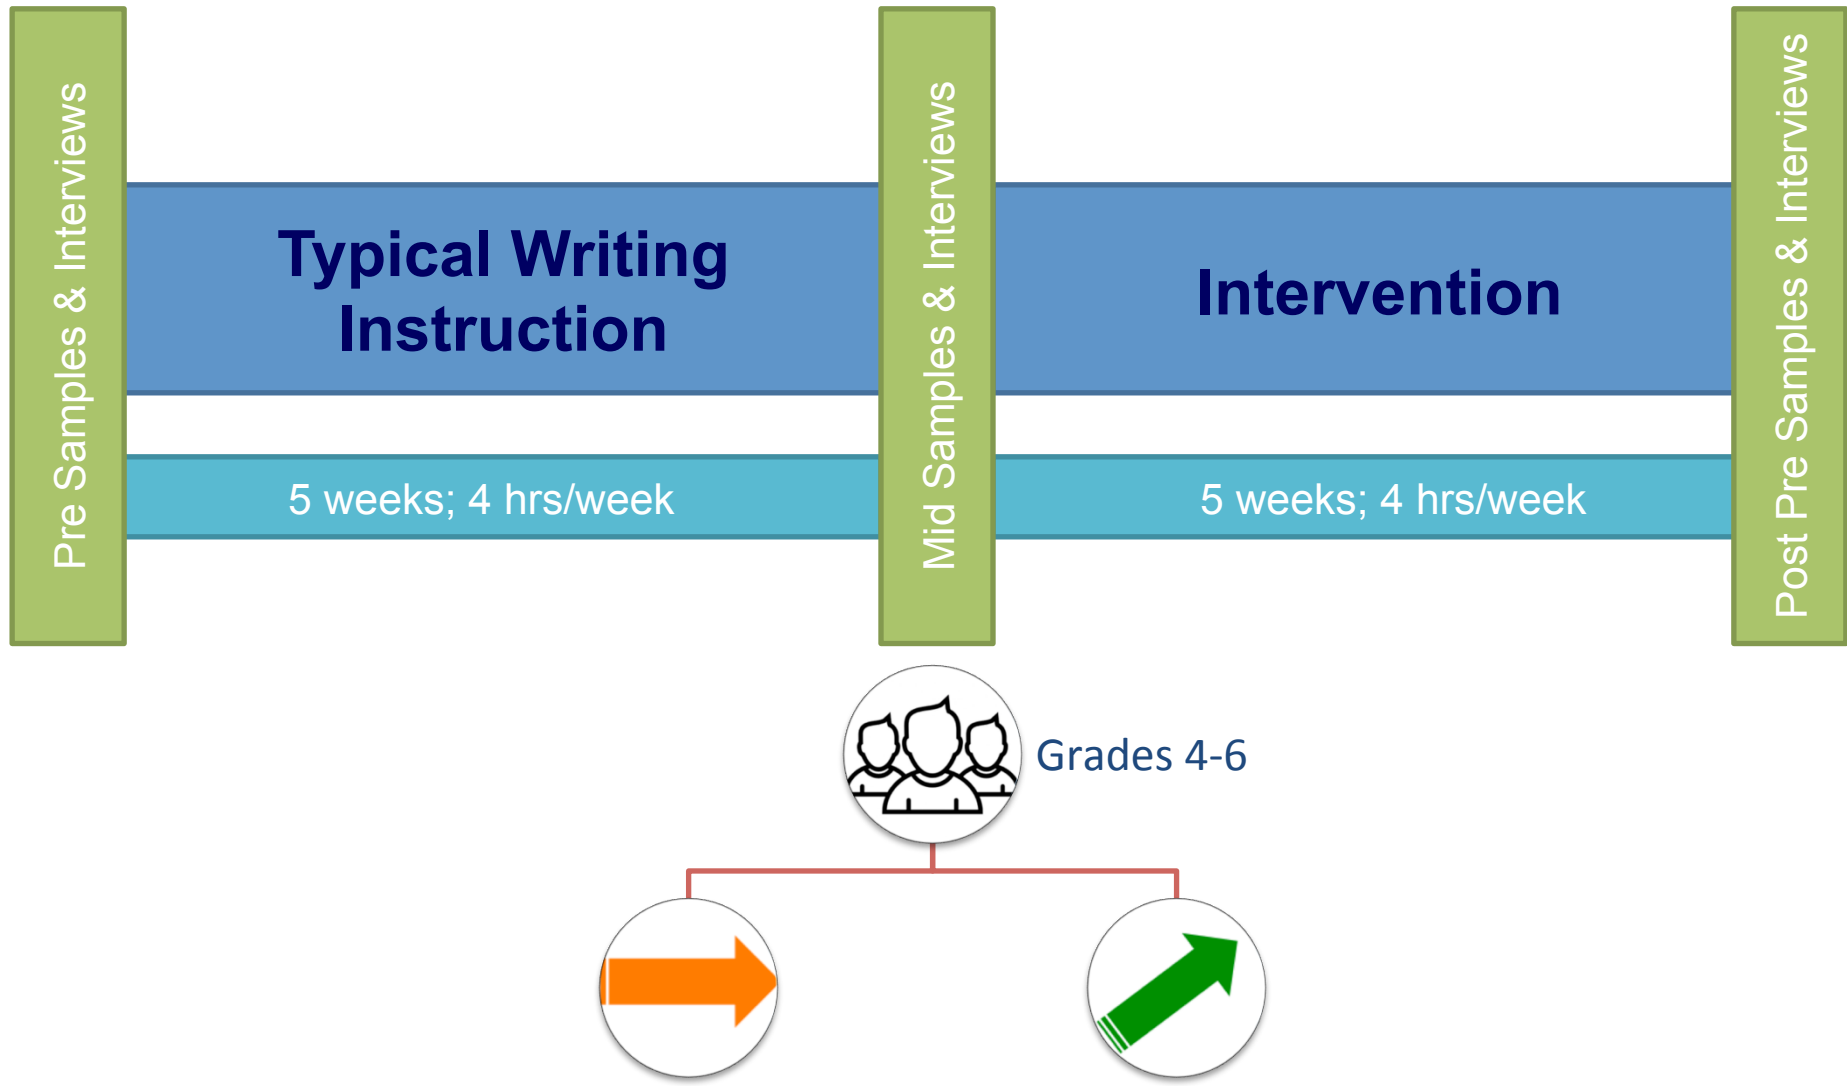 Pre Samples & Interviews
Typical Writing
Instruction
5 weeks; 4 hrs/week
Mid Samples & Interviews
Intervention
5 weeks; 4 hrs/week
Post Pre Samples & Interviews
Grades 4-6